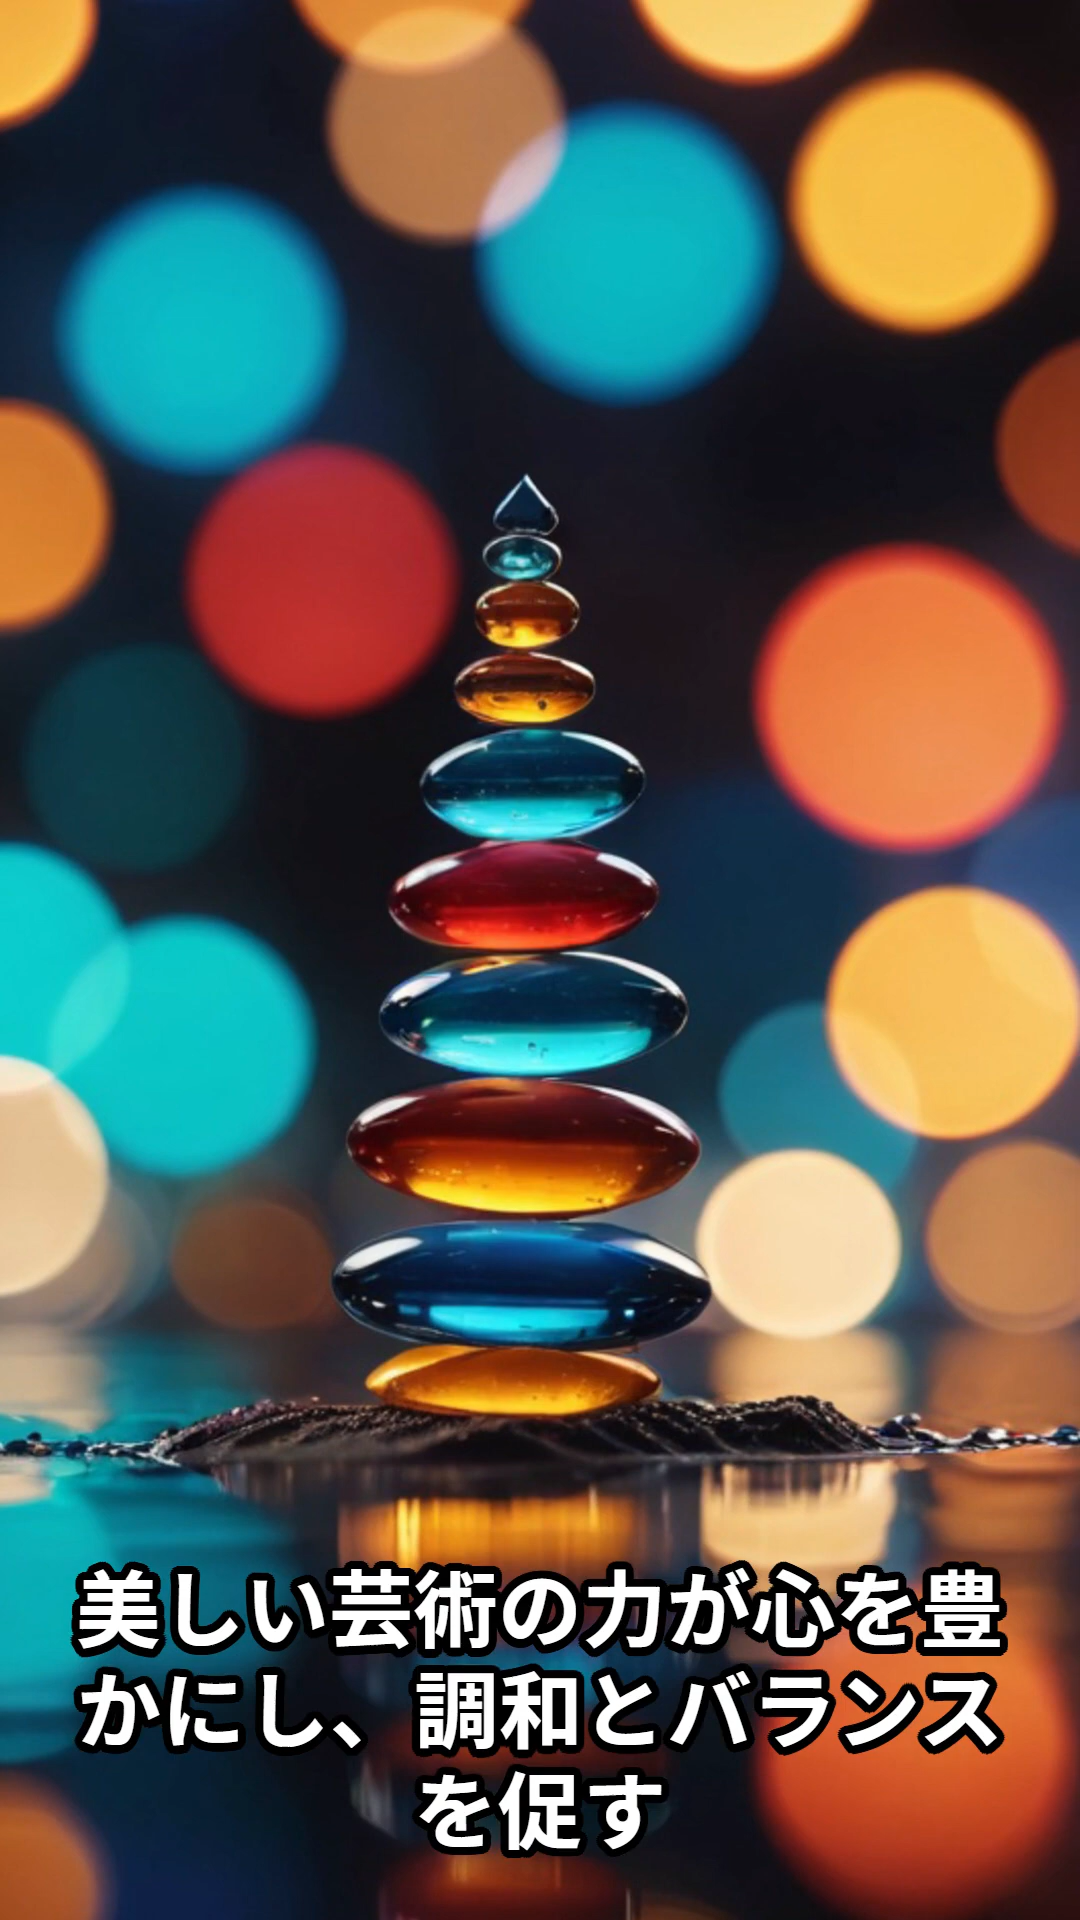 美しい芸術の力が心を豊
かにし、調和とバランス
を促す